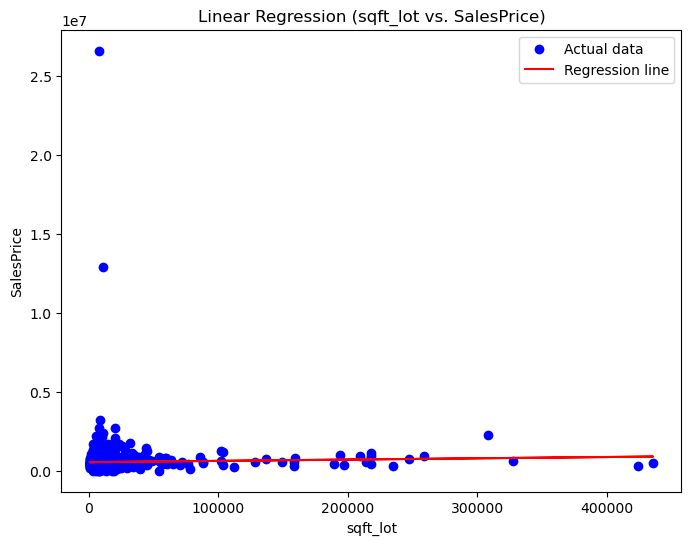 Linear Regression (sqft_lot vs. SalesPrice)
1e7
Actual data
Regression line
2.5
2.0
1.5
1.0
0.5
0.0
SalesPrice
0 100000 200000 300000 400000
sqft_lot